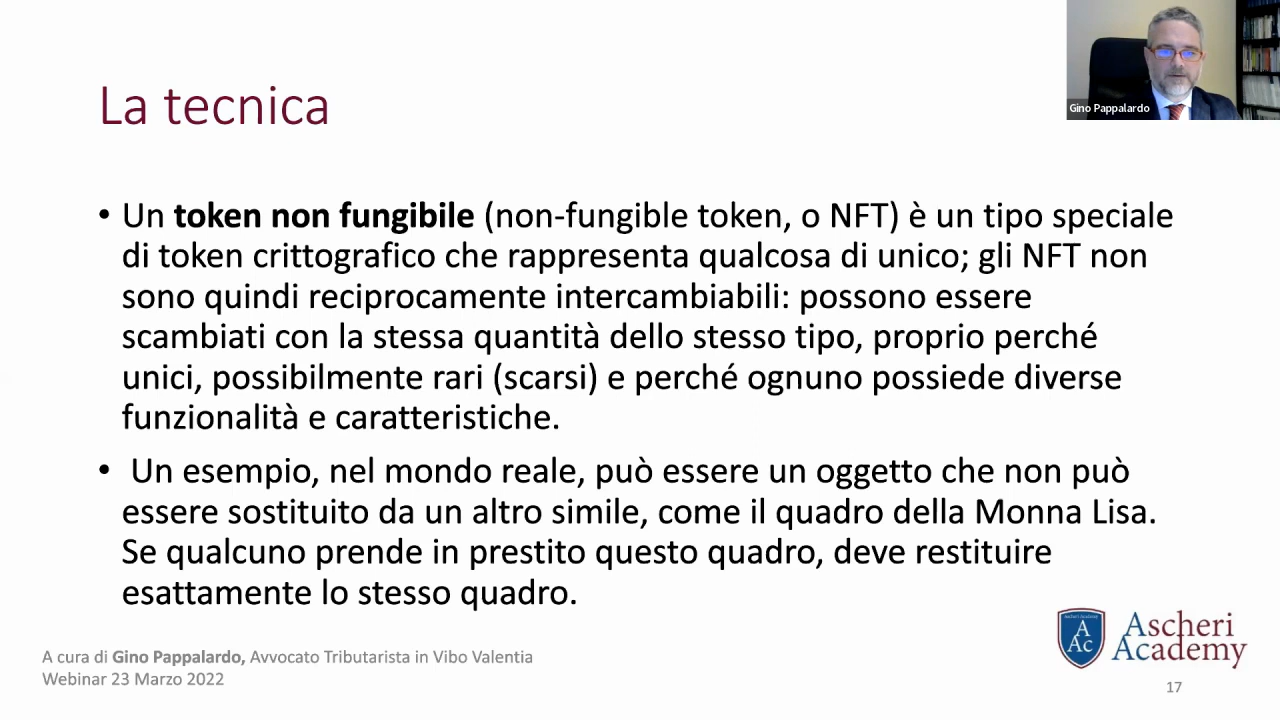 Gino Pappalardo
La tecnica
• Un token non fungibile (non-fungible token, o NFT) è un tipo speciale
di token crittografico che rappresenta qualcosa di unico; gli NFT non
sono quindi reciprocamente intercambiabili: possono essere
scambiati con la stessa quantità dello stesso tipo, proprio perché
unici, possibilmente rari (scarsi) e perché ognuno possiede diverse
funzionalità e caratteristiche.
• Un esempio, nel mondo reale, può essere un oggetto che non può
essere sostituito da un altro simile, come il quadro della Monna Lisa.
Se qualcuno prende in prestito questo quadro, deve restituire
esattamente lo stesso quadro.
A cura di Gino Pappalardo, Avvocato Tributarista in Vibo Valentia
Webinar 23 Marzo 2022
Ascheri Academy
A
Ac
Ascheri
Academy
17